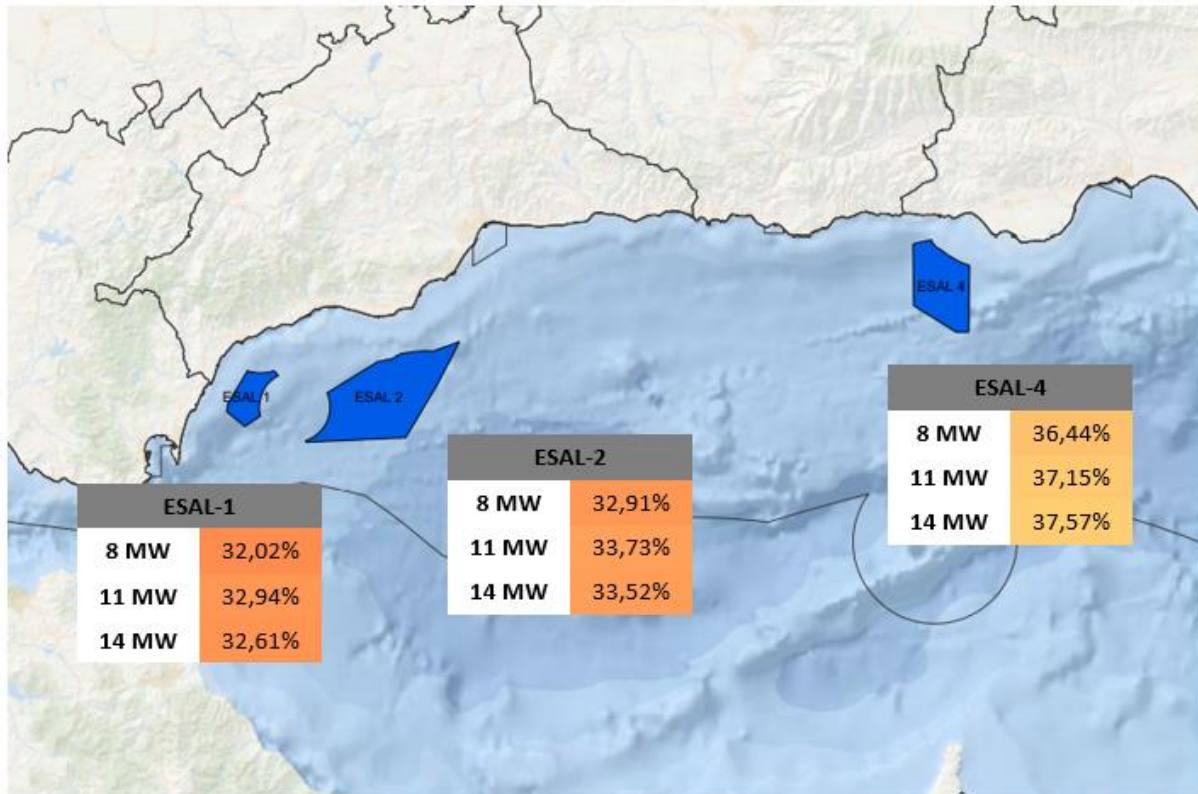 ESAL 4
ESAL 1
ESAL 2
ESAL-4
8 MW 36,44%
11 MW 37,15%
14 MW 37,57%
ESAL-2
8 MW 32,91%
11 MW 33,73%
14 MW 33,52%
ESAL-1
8 MW 32,02%
11 MW 32,94%
14 MW 32,61%